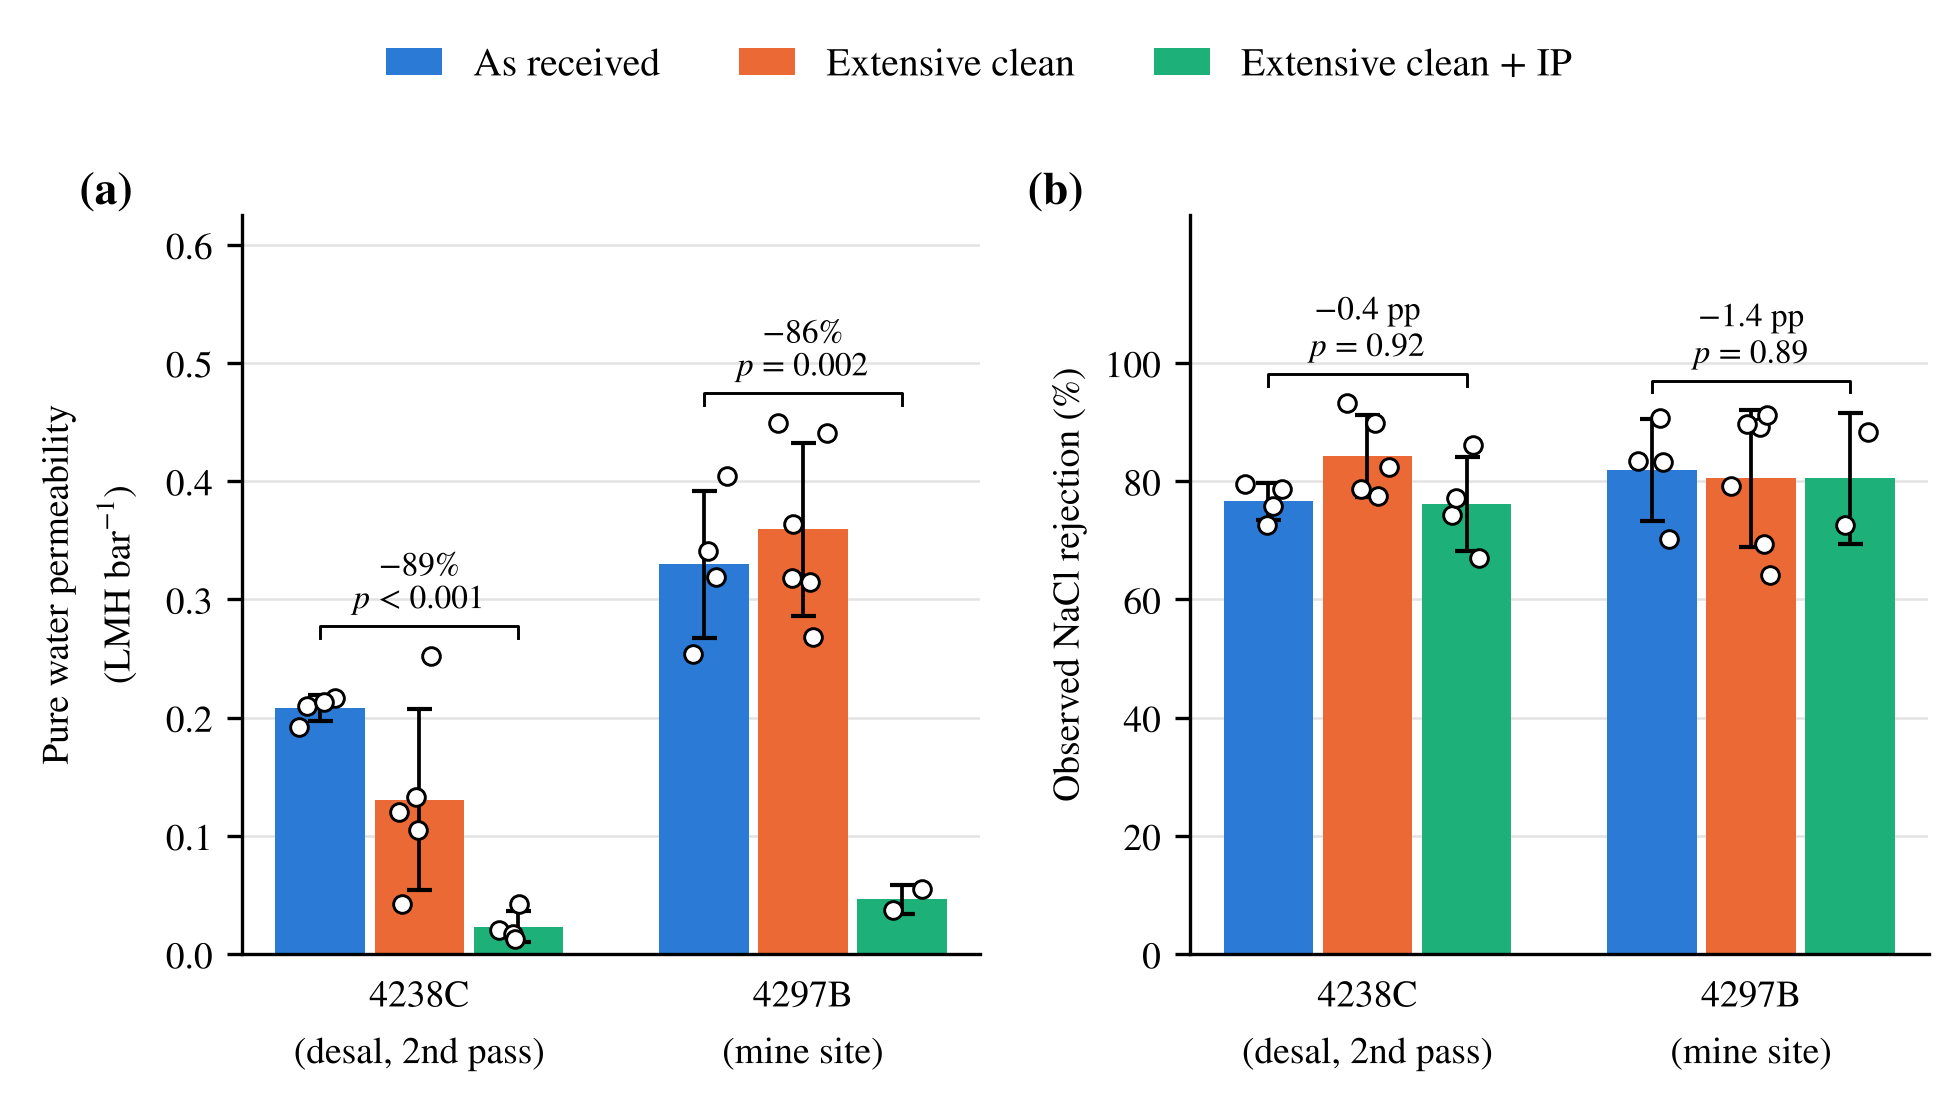 As received
Extensive clean
Extensive clean + IP
(a)
Pure water permeability
(LMH bar⁻¹)
0.6
0.5
0.4
0.3
0.2
0.1
0.0
−89%
p < 0.001
−86%
p = 0.002
4238C
(desal, 2nd pass)
4297B
(mine site)
(b)
Observed NaCl rejection (%)
100
80
60
40
20
0
−0.4 pp
p = 0.92
−1.4 pp
p = 0.89
4238C
(desal, 2nd pass)
4297B
(mine site)